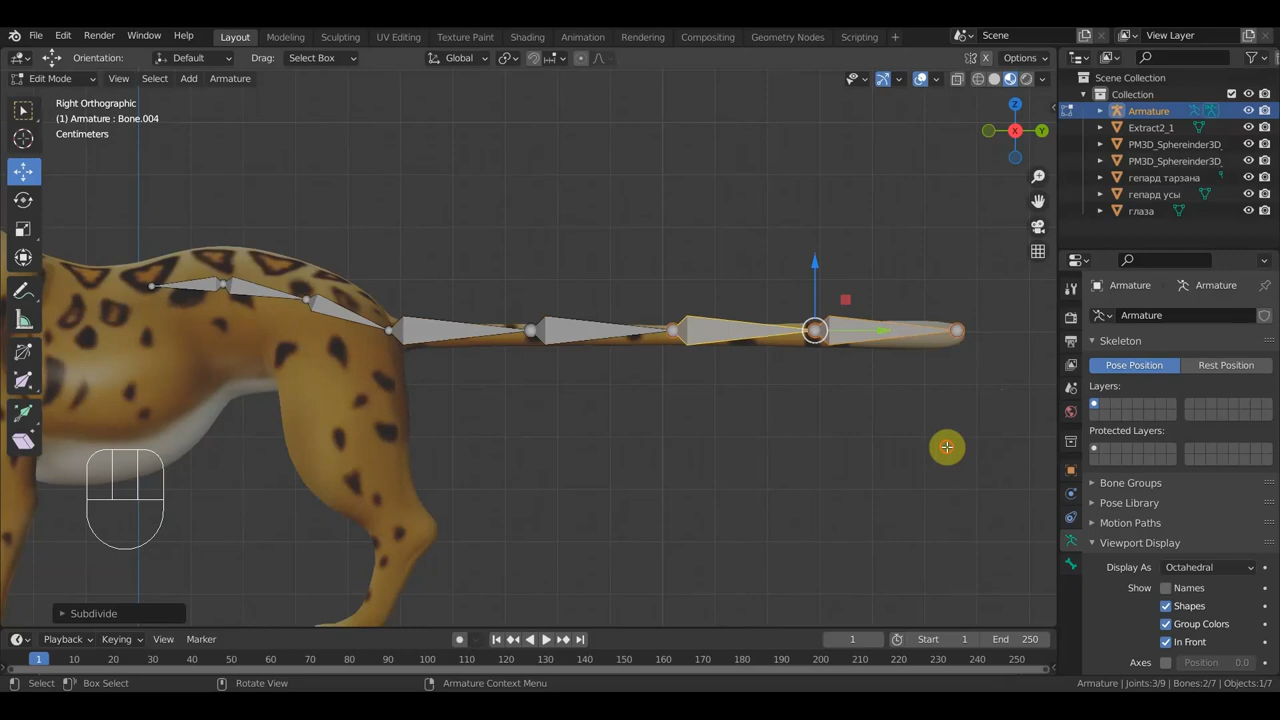 File Edit Render Window Help Layout Modeling Sculpting UV Editing Texture Paint Shading Animation Rendering Compositing Geometry Nodes Scripting + Scene View Layer
Orientation: Default Drag: Select Box Global Options
Edit Mode View Select Add Armature
Right Orthographic
(1) Armature : Bone.004
Centimeters
Z
X
Y
Scene Collection
Collection
Armature
Extract2_1
PM3D_Sphereinder3D_
PM3D_Sphereinder3D_
гепард тарзана
гепард усы
глаза
Armature Armature
Armature
Skeleton
Pose Position Rest Position
Layers:
Protected Layers:
Bone Groups
Pose Library
Motion Paths
Viewport Display
Display As Octahedral
Show Names
Shapes
Group Colors
In Front
Axes Position 0.0
Subdivide
Playback Keying View Marker 1 Start 1 End 250
1 10 20 30 40 50 60 70 80 90 100 110 120 130 140 150 160 170 180 190 200 210 220 230 240 250
Select Box Select Rotate View Armature Context Menu Armature | Joints:3/9 | Bones:2/7 | Objects:1/7